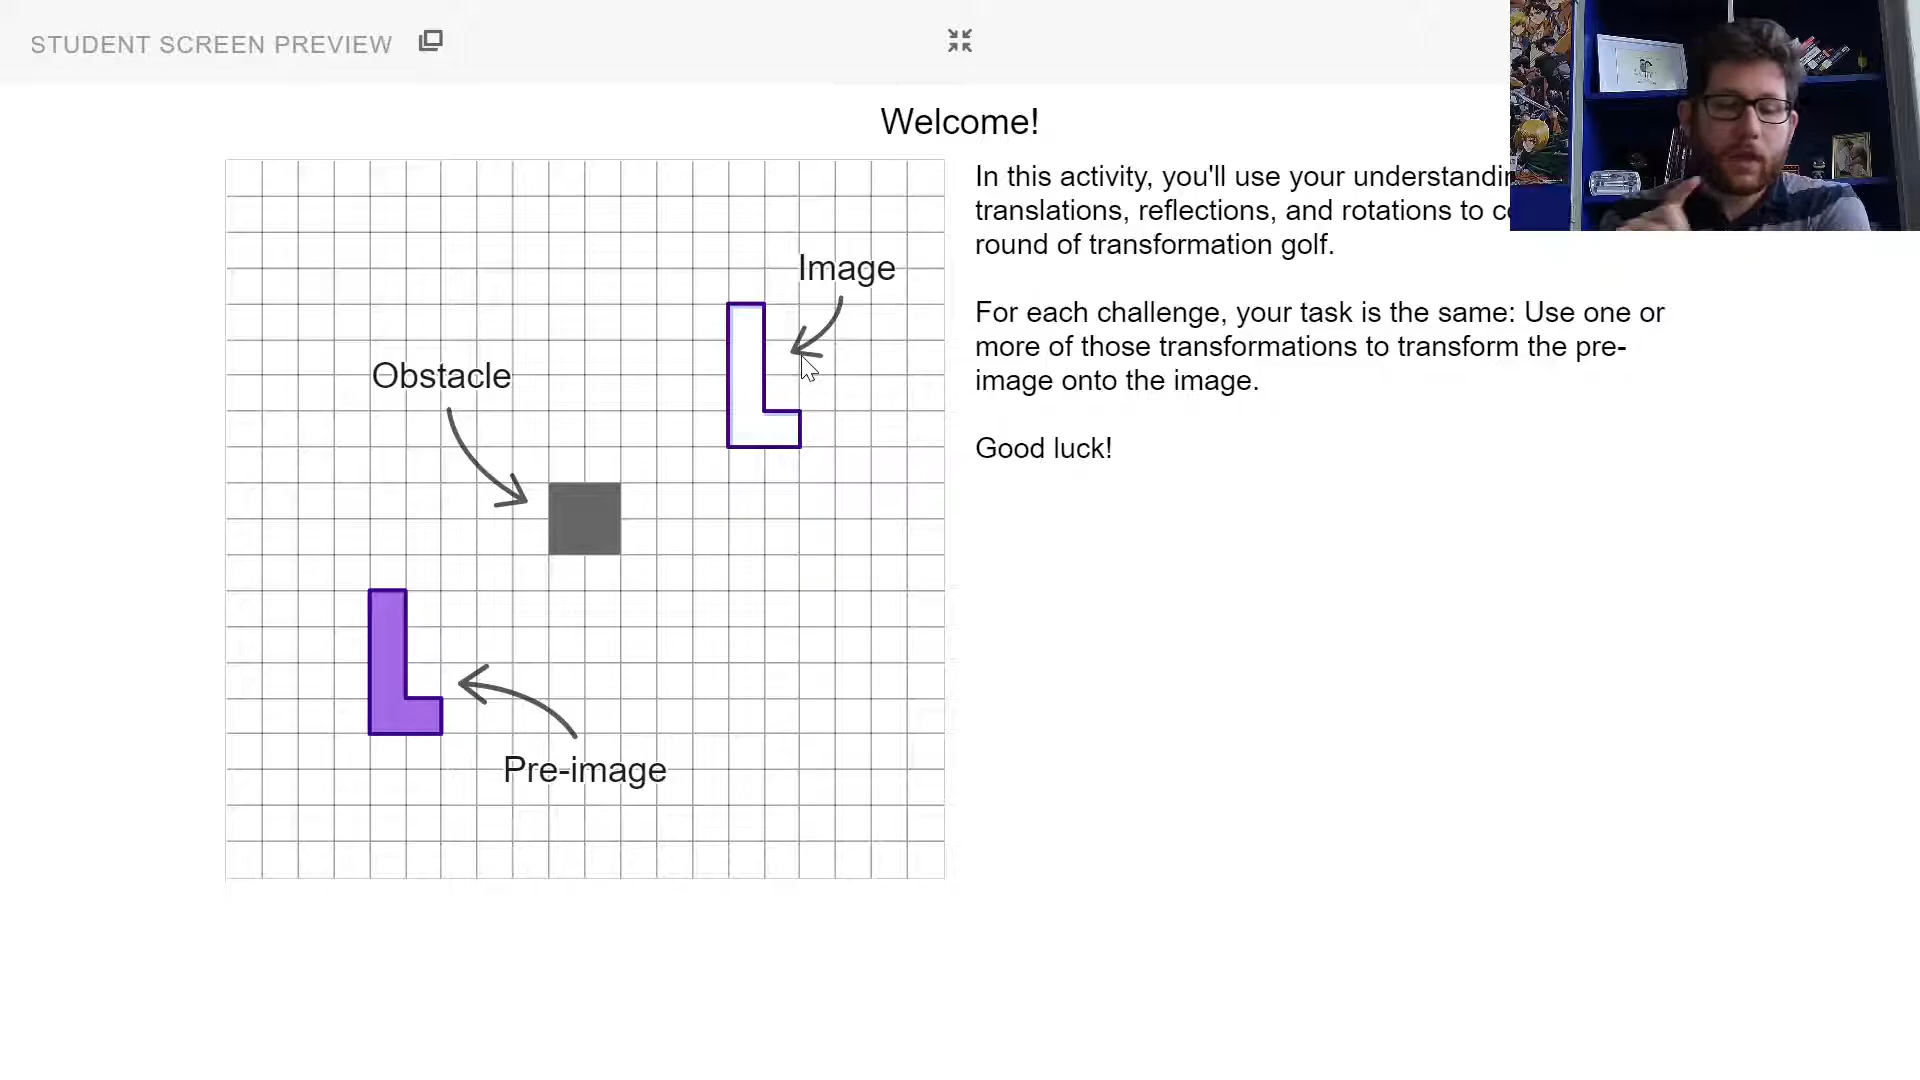 STUDENT SCREEN PREVIEW
Welcome!
In this activity, you'll use your
translations, reflections, and rotations to
round of transformation golf.
For each challenge, your task is the same: Use one or
more of those transformations to transform the pre-
image onto the image.
Good luck!
Image
Obstacle
Pre-image